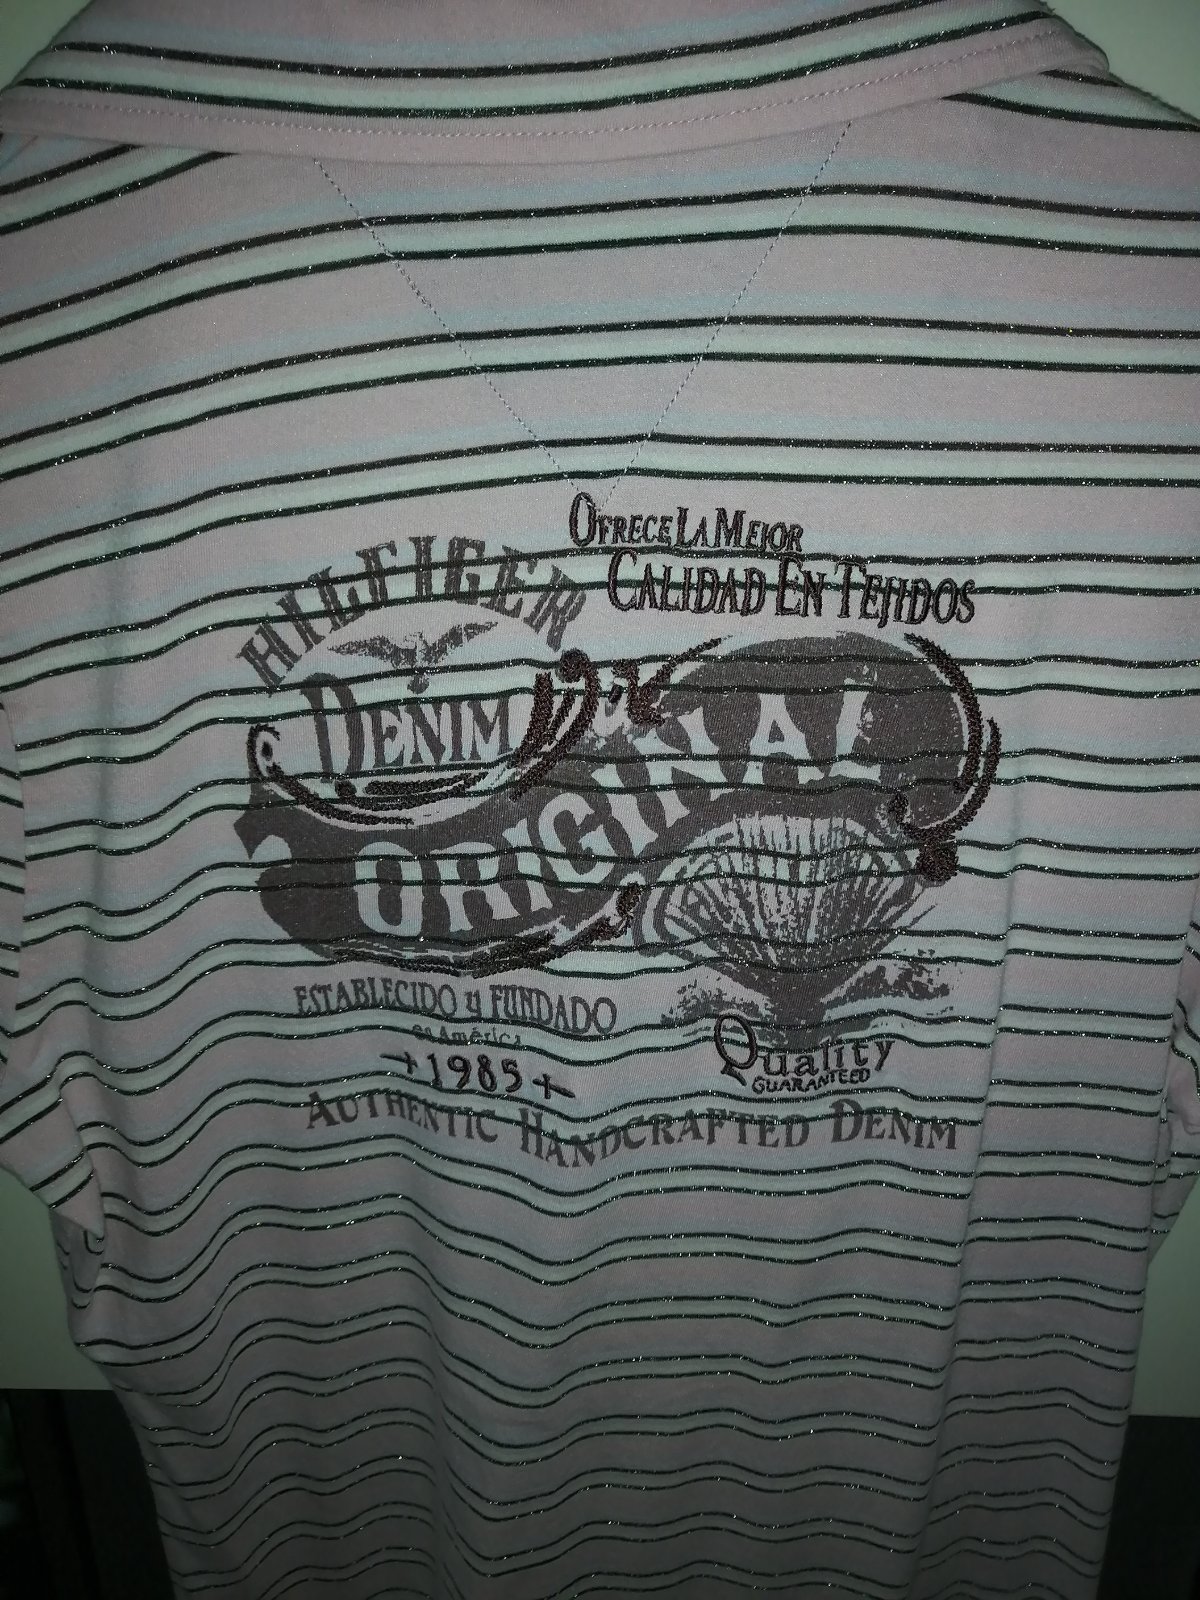 OFRECE LA MEJOR
CALIDAD EN TEJIDOS
HILFIGER
DENIM
ORIGINAL
ESTABLECIDO y FUNDADO
en América
1985
Quality
GUARANTEED
AUTHENTIC HANDCRAFTED DENIM